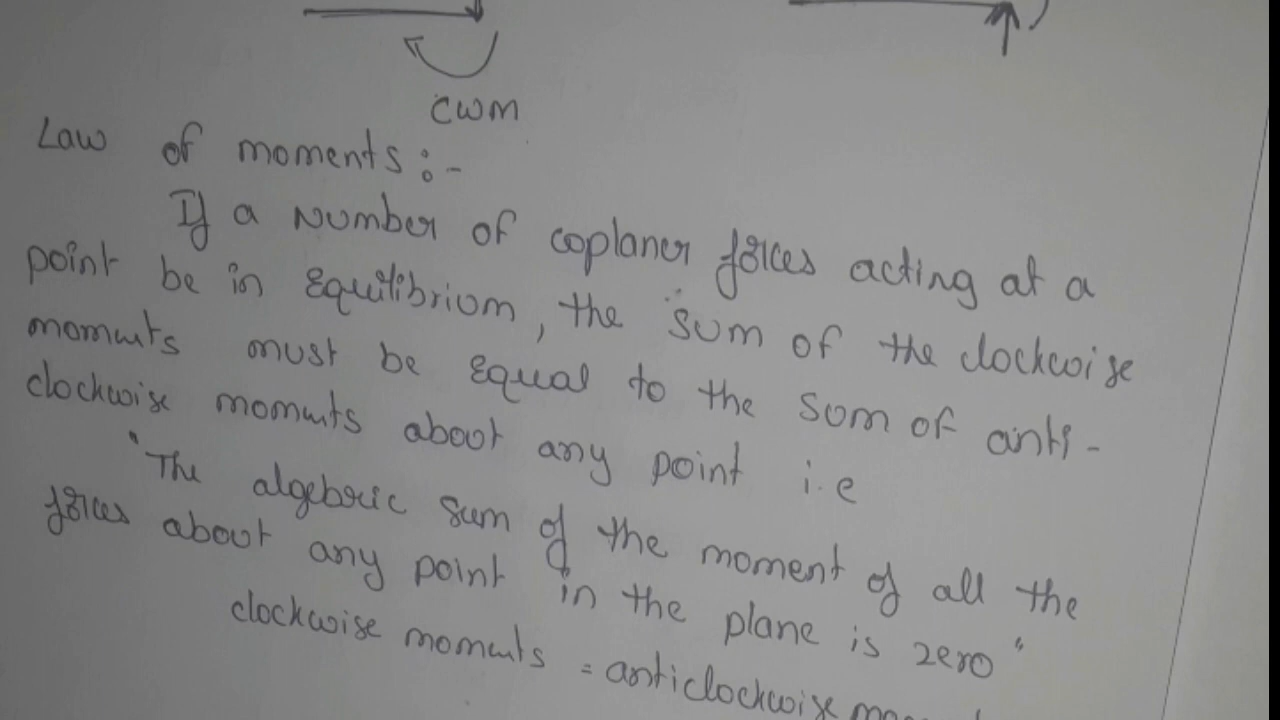 CWM
Law of moments :-
If a number of coplaner forces acting at a
point be in equilibrium, the sum of the clockwise
moments must be equal to the sum of anti-
clockwise moments about any point i.e
"The algebric sum of the moment of all the
forces about any point in the plane is zero"
clockwise moments = anticlockwise